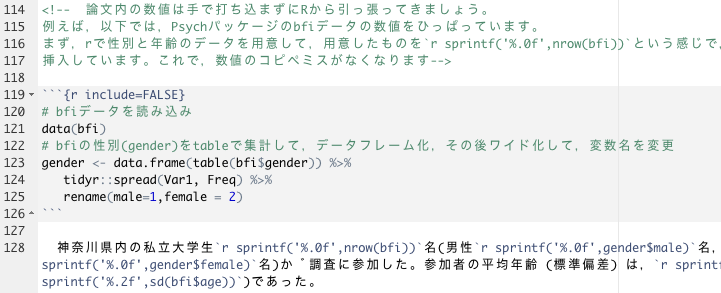 114 <!-- 論文内の数値は手で打ち込まずにRから引っ張ってきましょう。
115 例えば，以下では，Psychパッケージのbfiデータの数値をひっぱっています。
116 まず，rで性別と年齢のデータを用意して，用意したものを`r sprintf('%.0f',nrow(bfi))`という感じで，
117 挿入しています。これで，数値のコピペミスがなくなります-->
118
119 ```{r include=FALSE}
120 # bfiデータを読み込み
121 data(bfi)
122 # bfiの性別(gender)をtableで集計して，データフレーム化，その後ワイド化して，変数名を変更
123 gender <- data.frame(table(bfi$gender)) %>%
124 tidyr::spread(Var1, Freq) %>%
125 rename(male=1,female = 2)
126 ```
127
128 神奈川県内の私立大学生`r sprintf('%.0f',nrow(bfi))`名(男性`r sprintf('%.0f',gender$male)`名，
sprintf('%.0f',gender$female)`名)か゛調査に参加した。参加者の平均年齢 (標準偏差) は，`r sprintf
sprintf('%.2f',sd(bfi$age))`)であった。